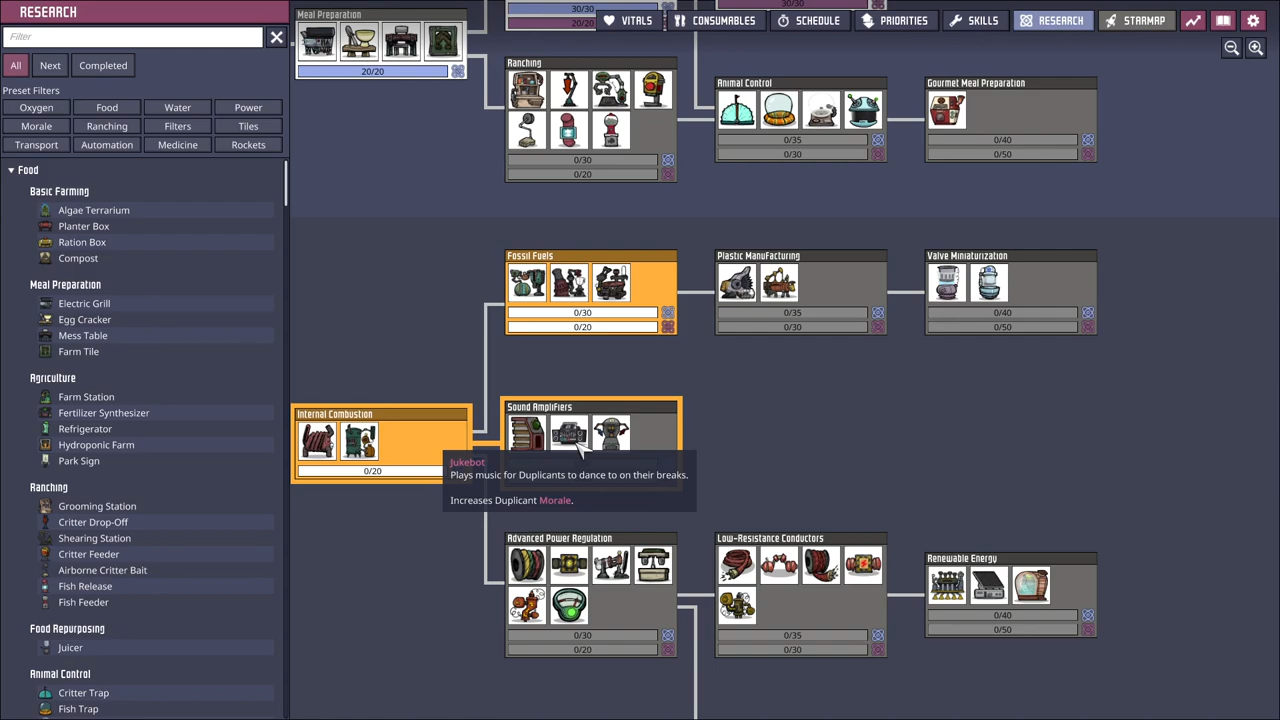 RESEARCH
Filter
All
Next
Completed
Preset Filters
Oxygen
Food
Water
Power
Morale
Ranching
Filters
Tiles
Transport
Automation
Medicine
Rockets
Food
Basic Farming
Algae Terrarium
Planter Box
Ration Box
Compost
Meal Preparation
Electric Grill
Egg Cracker
Mess Table
Farm Tile
Agriculture
Farm Station
Fertilizer Synthesizer
Refrigerator
Hydroponic Farm
Park Sign
Ranching
Grooming Station
Critter Drop-Off
Shearing Station
Critter Feeder
Airborne Critter Bait
Fish Release
Fish Feeder
Food Repurposing
Juicer
Animal Control
Critter Trap
Fish Trap
VITALS
CONSUMABLES
SCHEDULE
PRIORITIES
SKILLS
RESEARCH
STARMAP
Meal Preparation
20/20
30/30
20/20
Ranching
0/30
0/20
Animal Control
0/35
0/30
Gourmet Meal Preparation
0/40
0/50
Fossil Fuels
0/30
0/20
Plastic Manufacturing
0/35
0/30
Valve Miniaturization
0/40
0/50
Internal Combustion
0/20
Sound Amplifiers
Jukebot
Plays music for Duplicants to dance to on their breaks.
Increases Duplicant Morale.
Advanced Power Regulation
0/30
0/20
Low-Resistance Conductors
0/35
0/30
Renewable Energy
0/40
0/50